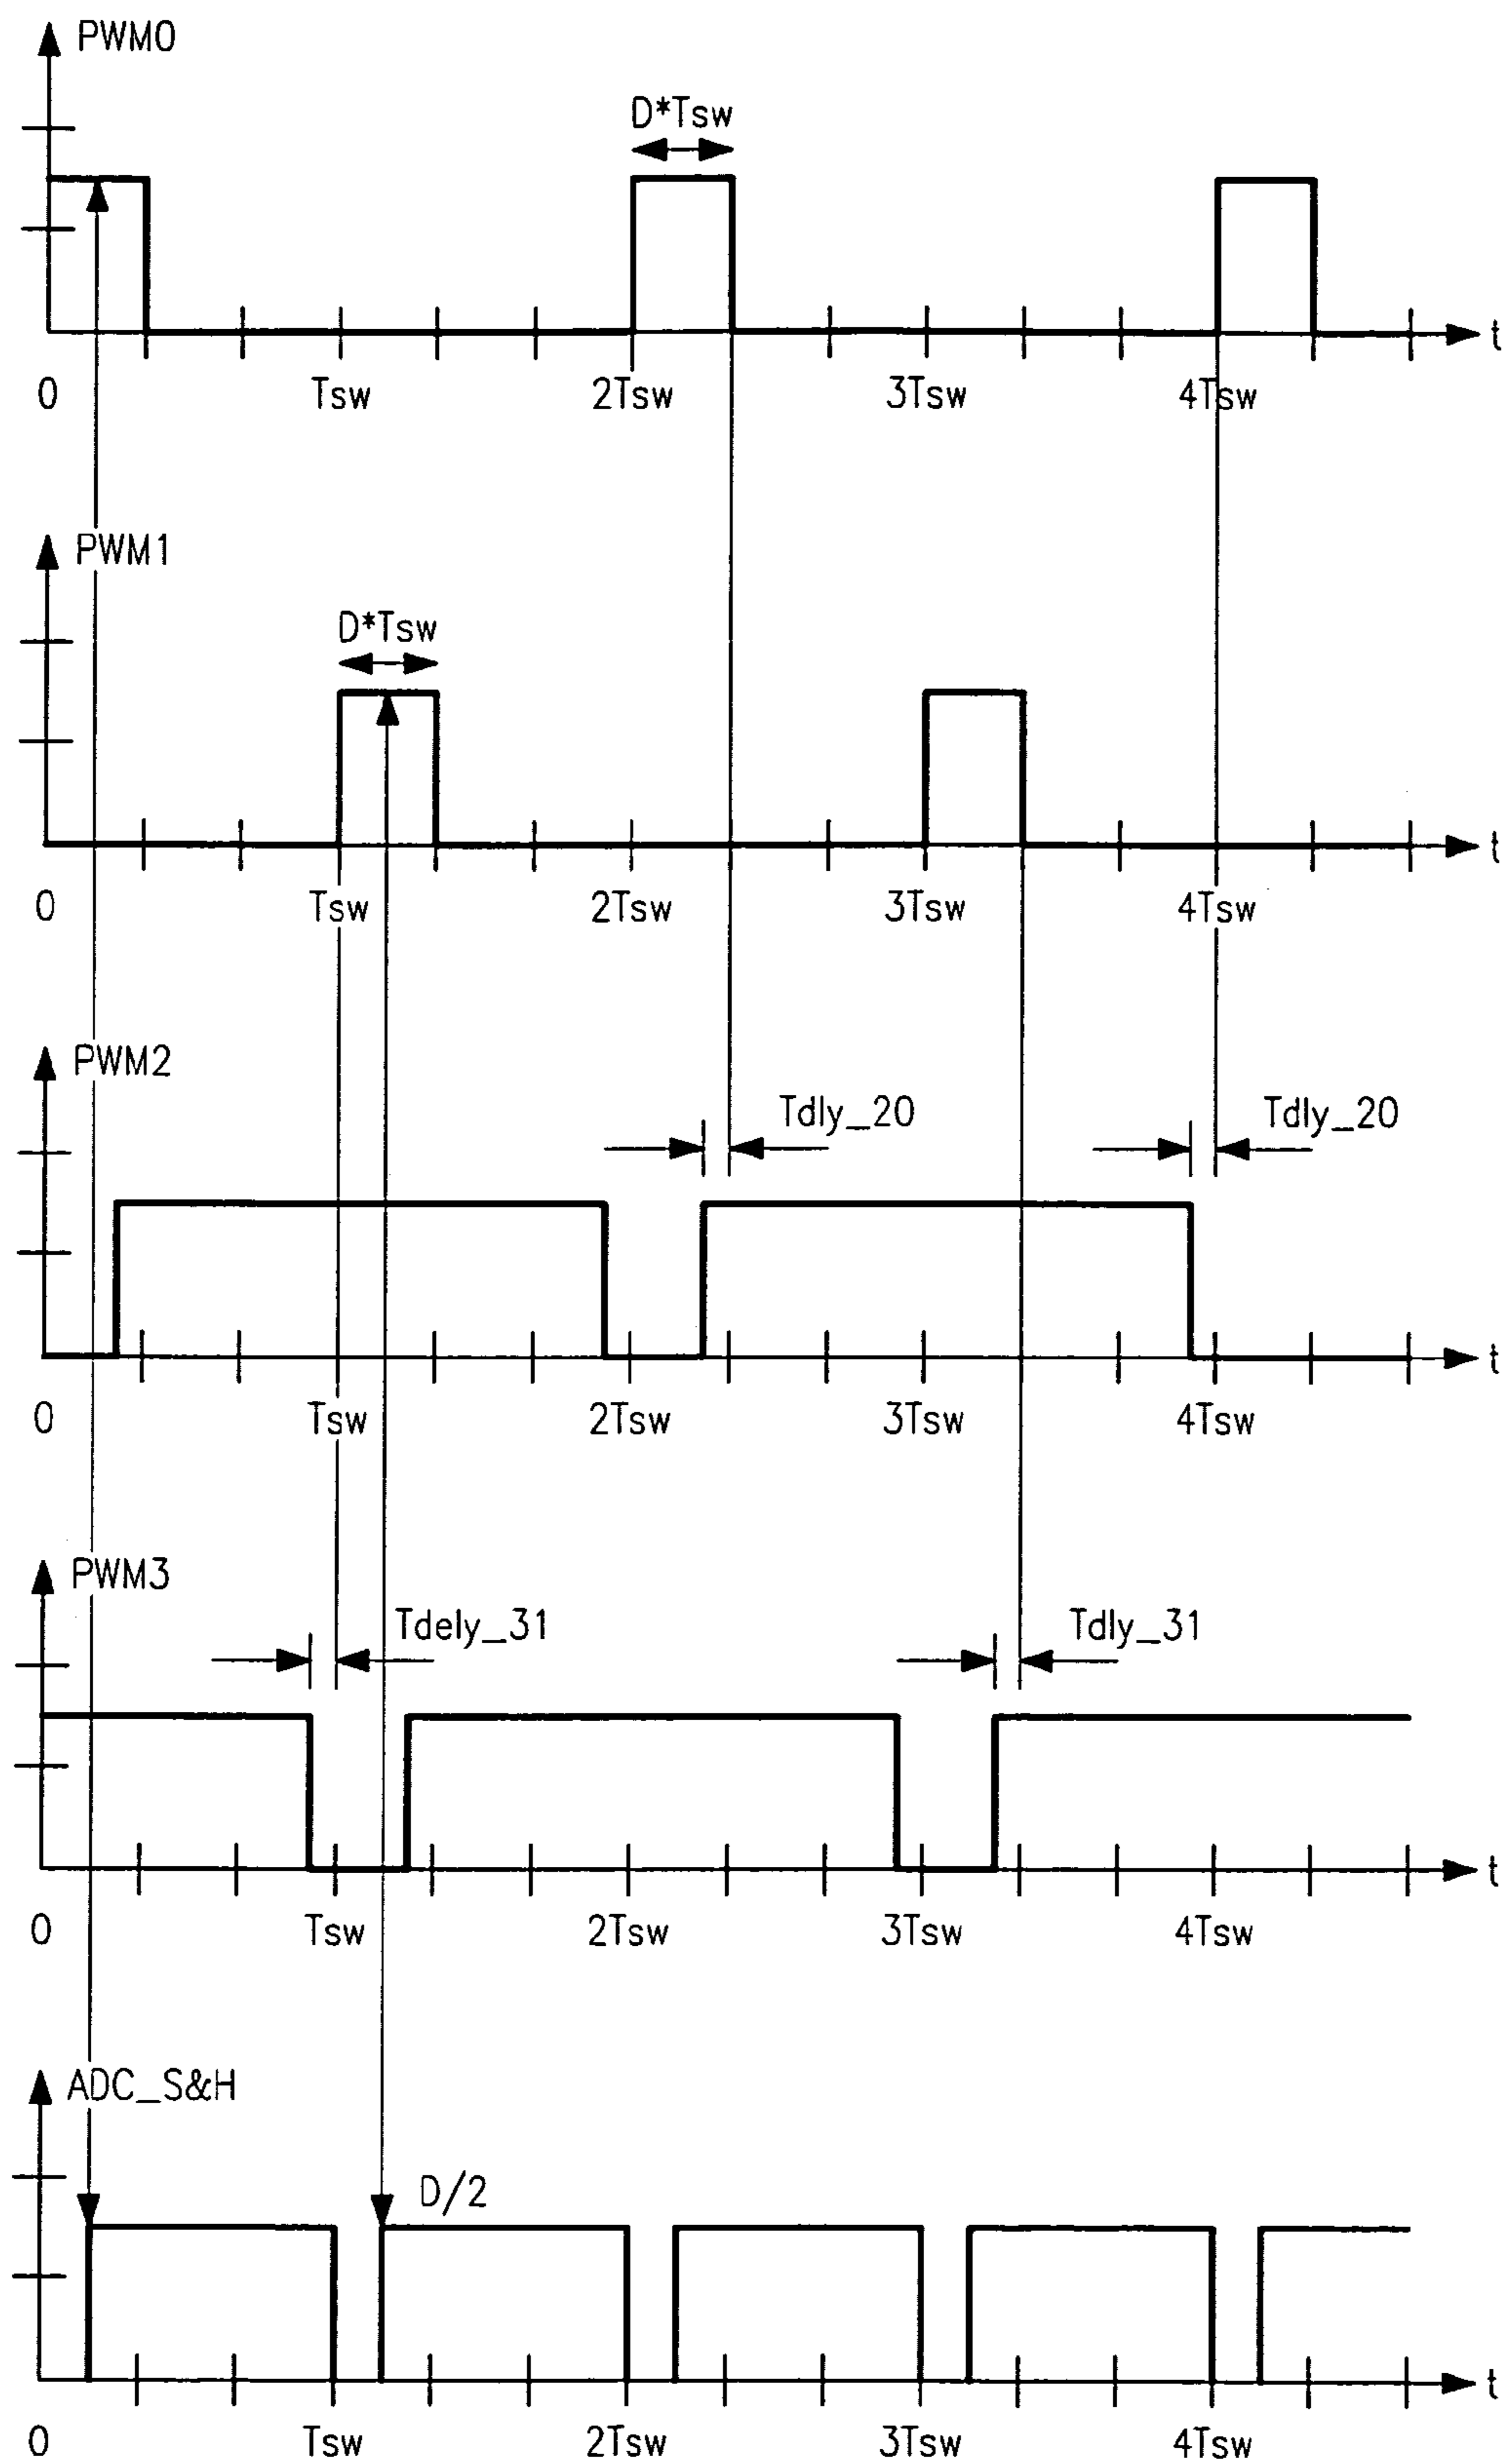 PWM0
D*Tsw
t
0 Tsw 2Tsw 3Tsw 4Tsw
PWM1
D*Tsw
t
0 Tsw 2Tsw 3Tsw 4Tsw
PWM2
Tdly_20 Tdly_20
t
0 Tsw 2Tsw 3Tsw 4Tsw
PWM3
Tdely_31 Tdly_31
t
0 Tsw 2Tsw 3Tsw 4Tsw
ADC_S&H
D/2
t
0 Tsw 2Tsw 3Tsw 4Tsw